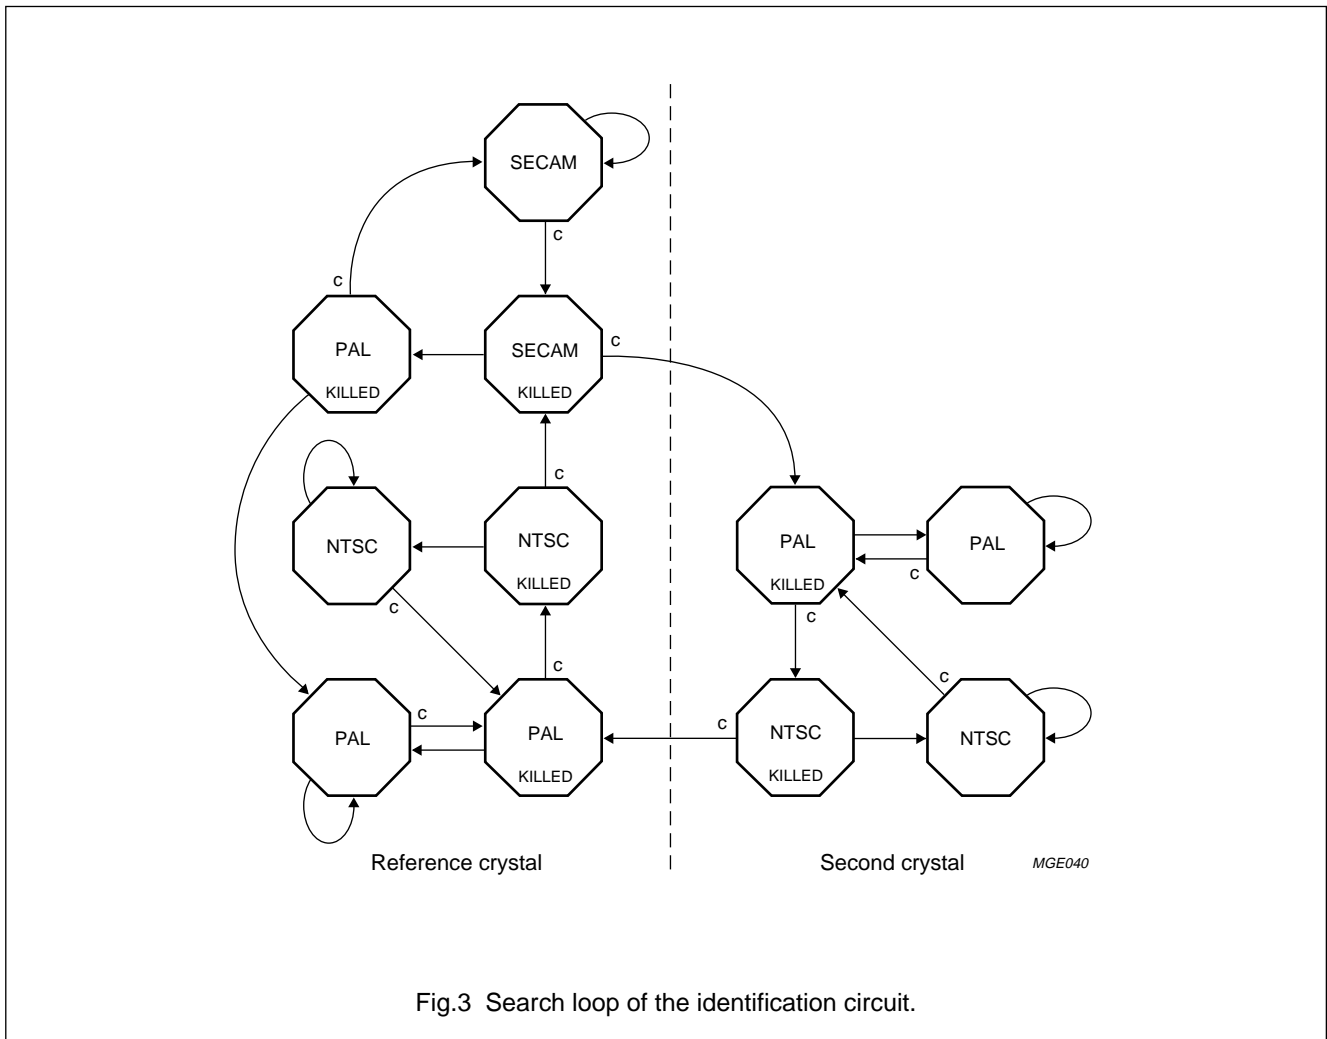 SECAM
c
c
PAL
KILLED
SECAM
KILLED
c
c
NTSC
NTSC
KILLED
PAL
KILLED
PAL
c
c
c
c
c
PAL
c
PAL
KILLED
c
NTSC
KILLED
NTSC
Reference crystal
Second crystal
MGE040
Fig.3 Search loop of the identification circuit.